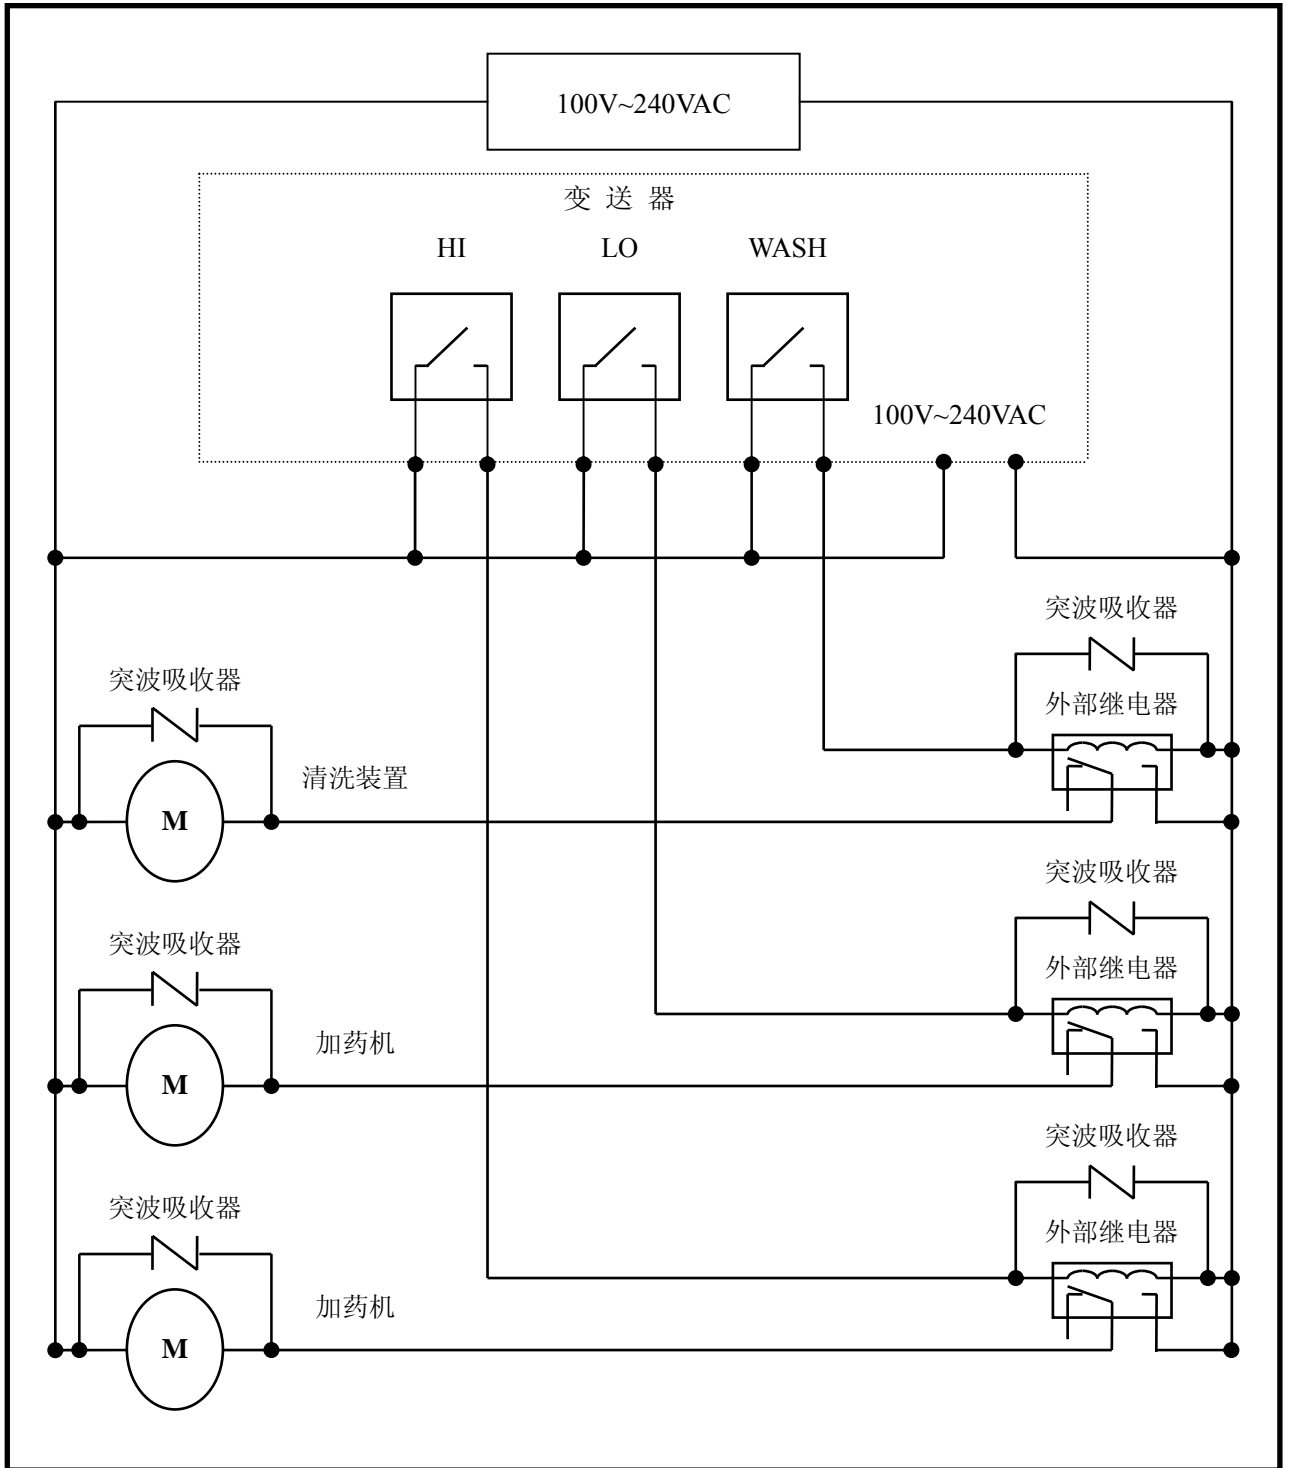 100V~240VAC
变 送 器
HI LO WASH
100V~240VAC
突波吸收器
突波吸收器
外部继电器
清洗装置
M
突波吸收器
突波吸收器
外部继电器
加药机
M
突波吸收器
突波吸收器
外部继电器
加药机
M